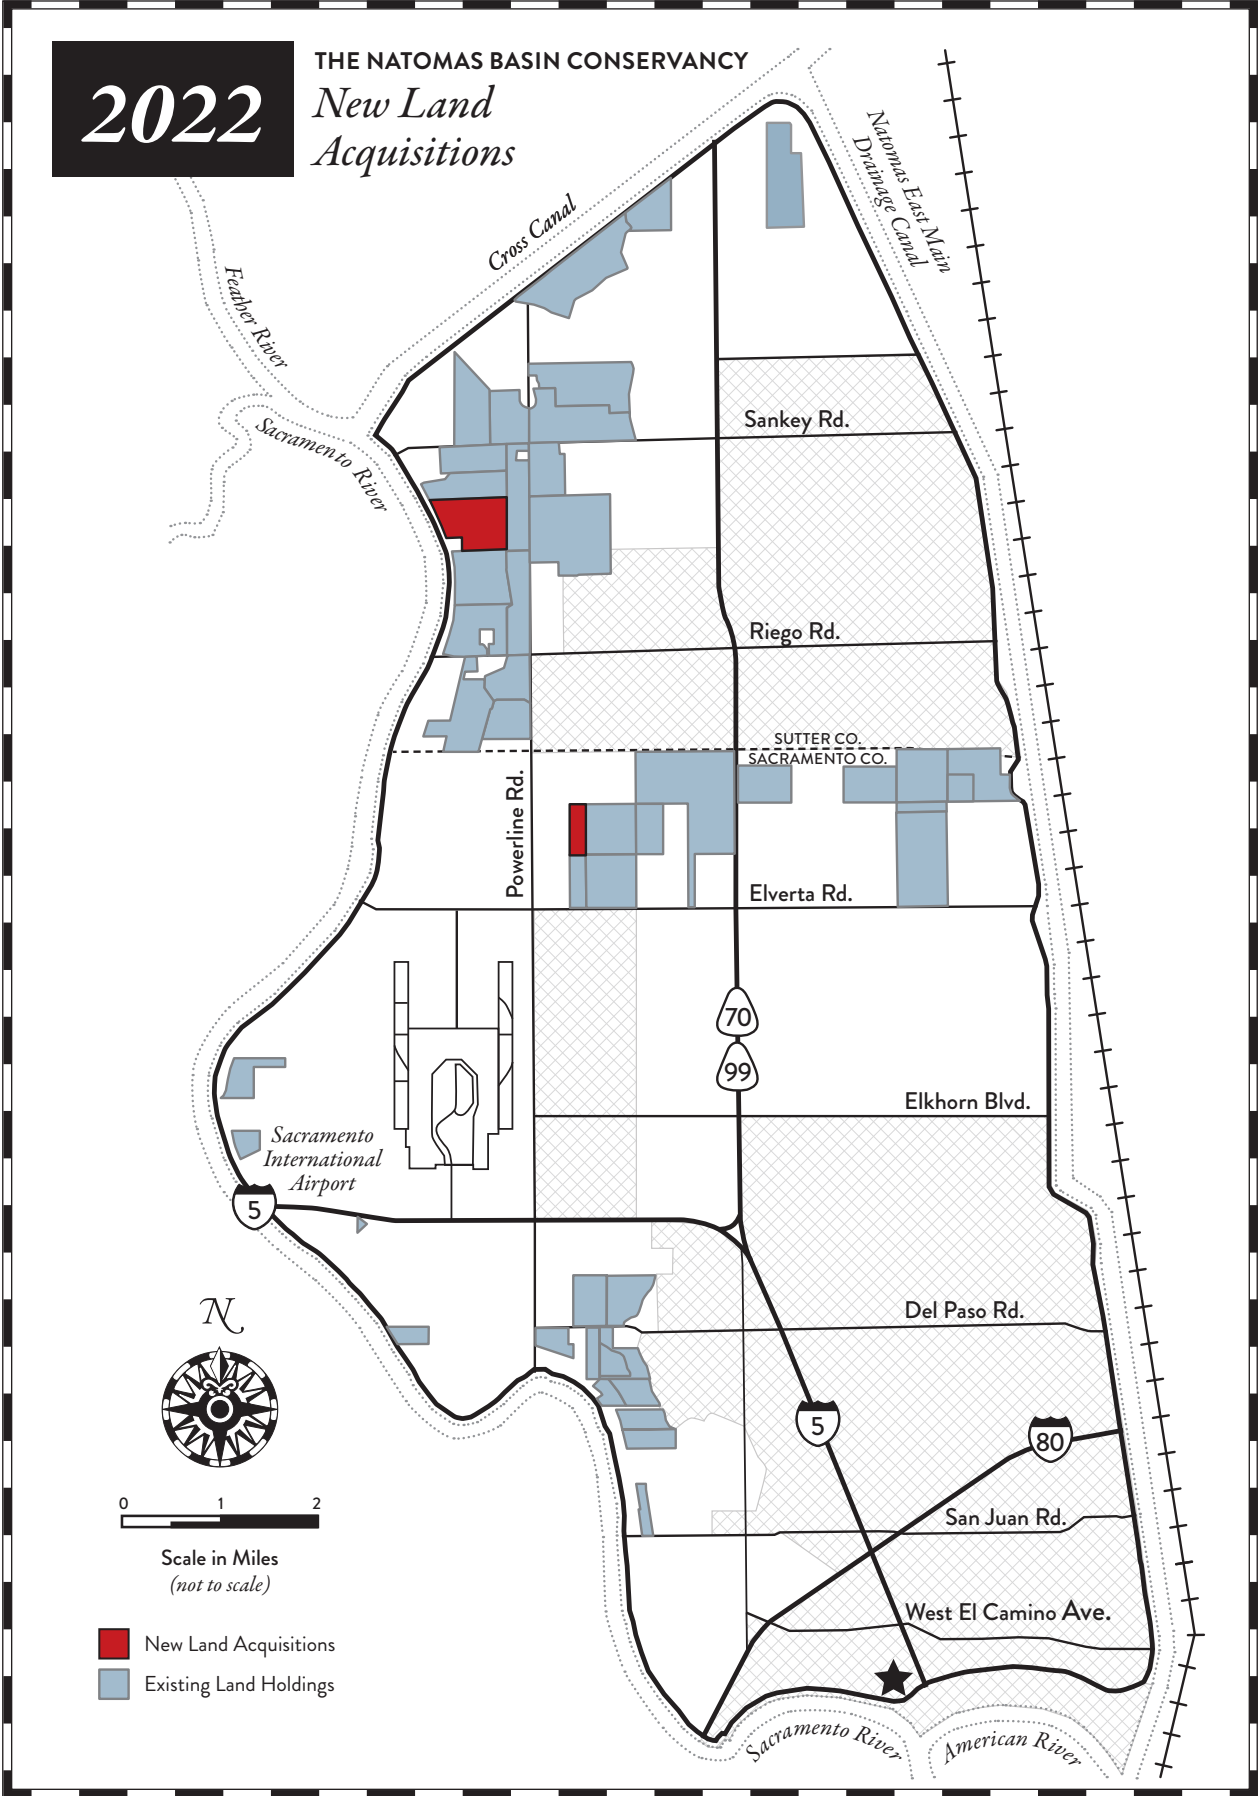 2022
THE NATOMAS BASIN CONSERVANCY
New Land
Acquisitions
Natomas East Main
Drainage Canal
Cross Canal
Feather River
Sacramento River
Sankey Rd.
Riego Rd.
SUTTER CO.
SACRAMENTO CO.
Powerline Rd.
Elverta Rd.
70
99
Elkhorn Blvd.
Sacramento
International
Airport
5
N
Del Paso Rd.
5
80
0 1 2
San Juan Rd.
Scale in Miles
(not to scale)
West El Camino Ave.
New Land Acquisitions
Existing Land Holdings
Sacramento River
American River